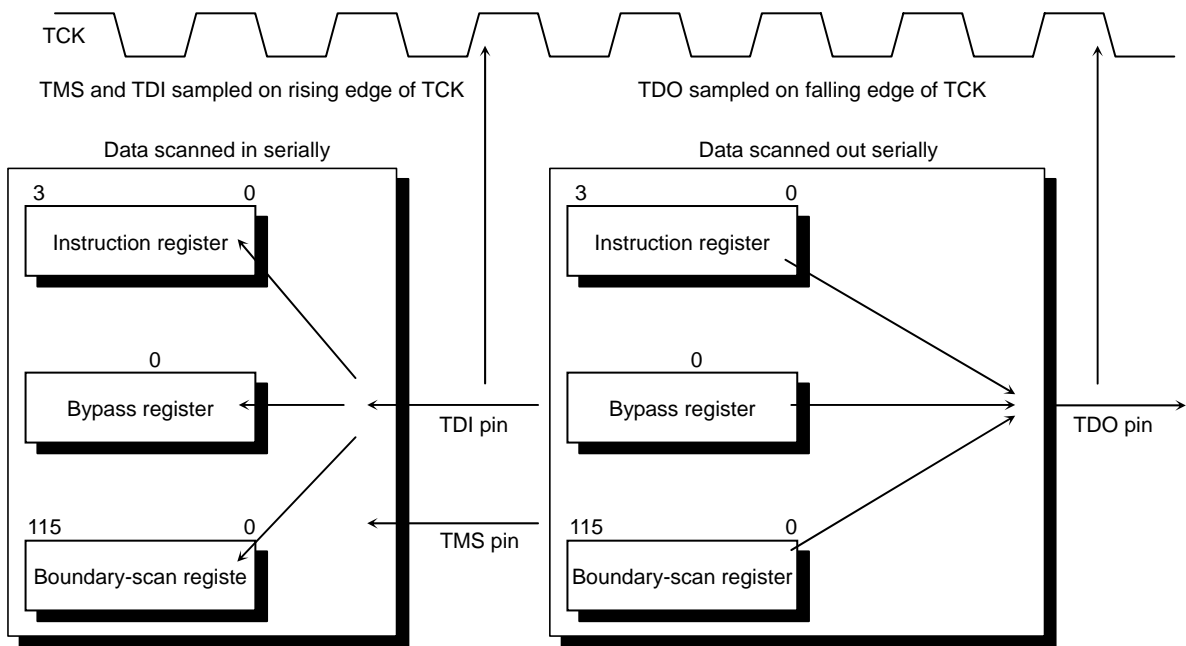 TCK
TMS and TDI sampled on rising edge of TCK
TDO sampled on falling edge of TCK
Data scanned in serially
3 0
Instruction register
0
Bypass register
115 0
Boundary-scan registe
TDI pin
TMS pin
Data scanned out serially
3 0
Instruction register
0
Bypass register
115 0
Boundary-scan register
TDO pin